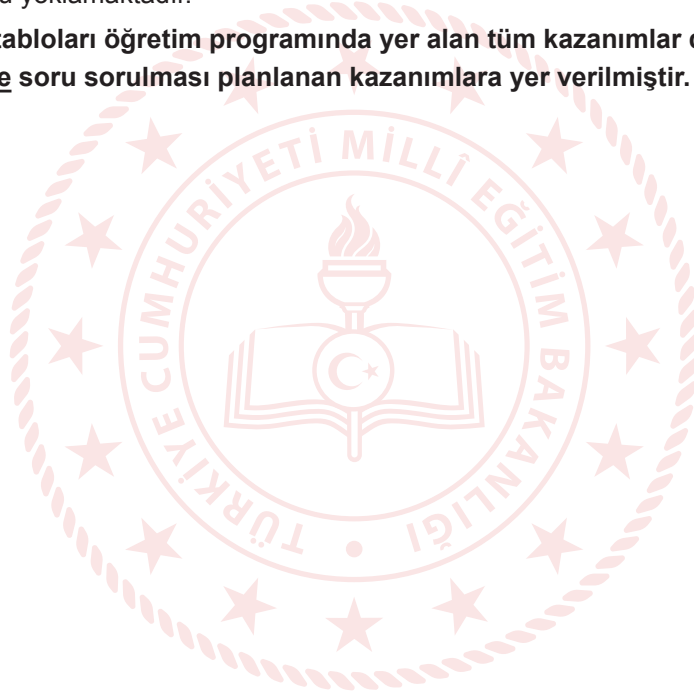 yoklamaktadır.
tabloları öğretim programında yer alan tüm kazanımlar
soru sorulması planlanan kazanımlara yer verilmiştir.
TÜRKİYE CUMHURİYETİ MİLLÎ EĞİTİM BAKANLIĞI